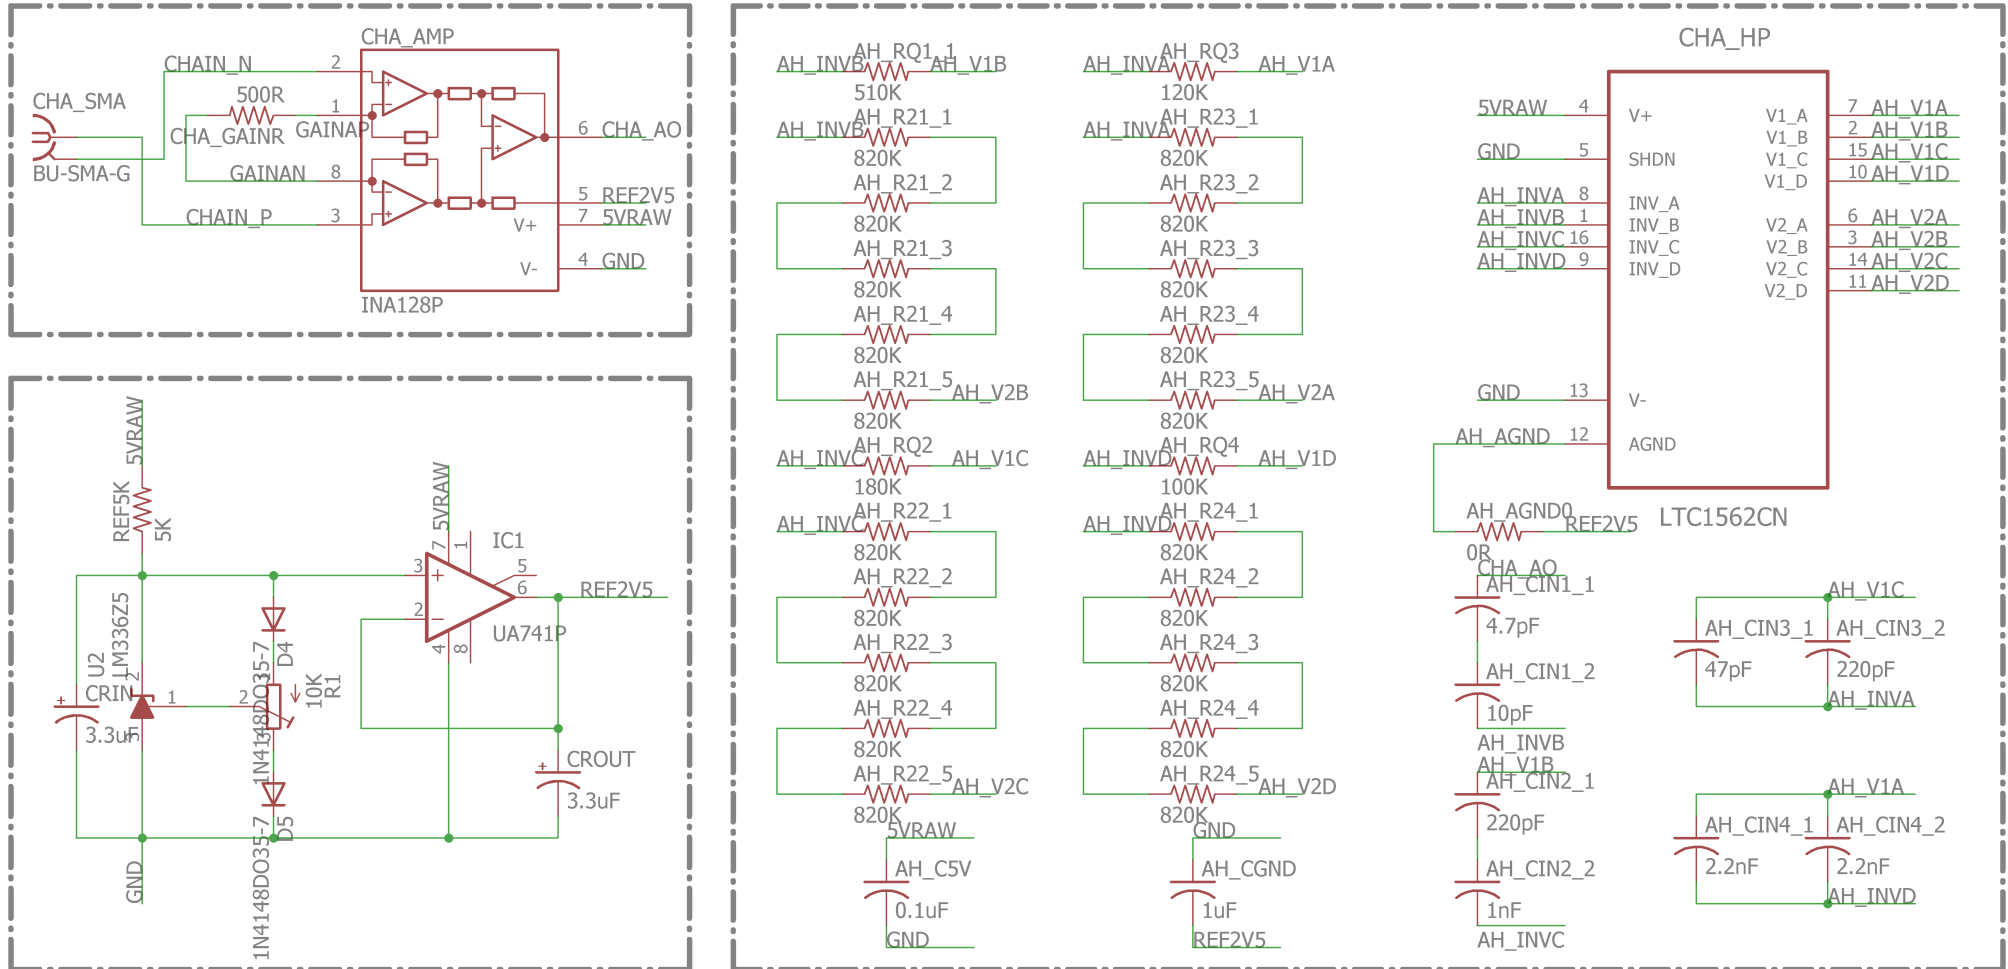 CHA_AMP
CHAIN_N
2
CHA_SMA
500R
1
GAINAP
CHA_GAINR
6
CHA_AO
BU-SMA-G
GAINAN
8
5
REF2V5
CHAIN_P
3
V+
7
5VRAW
V-
4
GND
INA128P
5VRAW
REF5K
5K
5VRAW
7
1
IC1
3
5
6
REF2V5
2
UA741P
4
8
U2
LM336Z5
2
CRIN
1
3.3uF
3
D4
1N4148DO35-7
2
3
10K
R1
CROUT
3.3uF
D5
1N4148DO35-7
GND
AH_RQ1_1
AH_INVB
AH_V1B
510K
AH_R21_1
AH_INVB
820K
AH_R21_2
820K
AH_R21_3
820K
AH_R21_4
820K
AH_R21_5
AH_V2B
820K
AH_RQ2
AH_INVC
AH_V1C
180K
AH_R22_1
AH_INVC
820K
AH_R22_2
820K
AH_R22_3
820K
AH_R22_4
820K
AH_R22_5
AH_V2C
820K
5VRAW
AH_C5V
0.1uF
GND
AH_RQ3
AH_INVA
AH_V1A
120K
AH_R23_1
AH_INVA
820K
AH_R23_2
820K
AH_R23_3
820K
AH_R23_4
820K
AH_R23_5
AH_V2A
820K
AH_RQ4
AH_INVD
AH_V1D
100K
AH_R24_1
AH_INVD
820K
AH_R24_2
820K
AH_R24_3
820K
AH_R24_4
820K
AH_R24_5
AH_V2D
820K
GND
AH_CGND
1uF
REF2V5
CHA_HP
5VRAW 4 V+ V1_A 7 AH_V1A
V1_B 2 AH_V1B
GND 5 SHDN V1_C 15 AH_V1C
V1_D 10 AH_V1D
AH_INVA 8 INV_A
AH_INVB 1 INV_B V2_A 6 AH_V2A
AH_INVC 16 INV_C V2_B 3 AH_V2B
AH_INVD 9 INV_D V2_C 14 AH_V2C
V2_D 11 AH_V2D
GND 13 V-
AH_AGND 12 AGND
LTC1562CN
AH_AGND0
REF2V5
0R
CHA_AO
AH_CIN1_1
4.7pF
AH_CIN1_2
10pF
AH_INVB
AH_V1B
AH_CIN2_1
220pF
AH_CIN2_2
1nF
AH_INVC
AH_V1C
AH_CIN3_1
AH_CIN3_2
47pF
220pF
AH_INVA
AH_V1A
AH_CIN4_1
AH_CIN4_2
2.2nF
2.2nF
AH_INVD